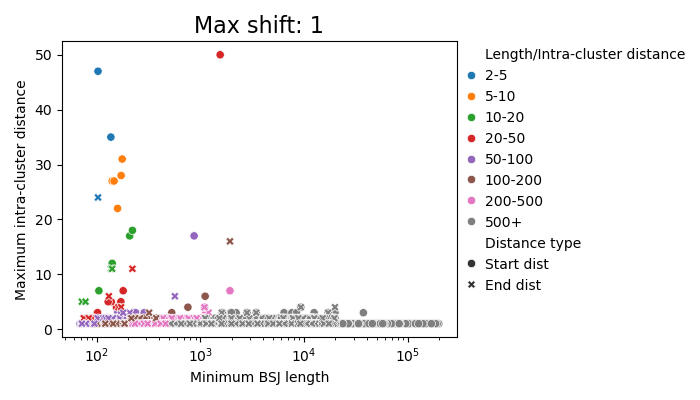 Max shift: 1
Maximum intra-cluster distance
50
40
30
20
10
0
10²
10³
10⁴
10⁵
Minimum BSJ length
Length/Intra-cluster distance
2-5
5-10
10-20
20-50
50-100
100-200
200-500
500+
Distance type
Start dist
End dist